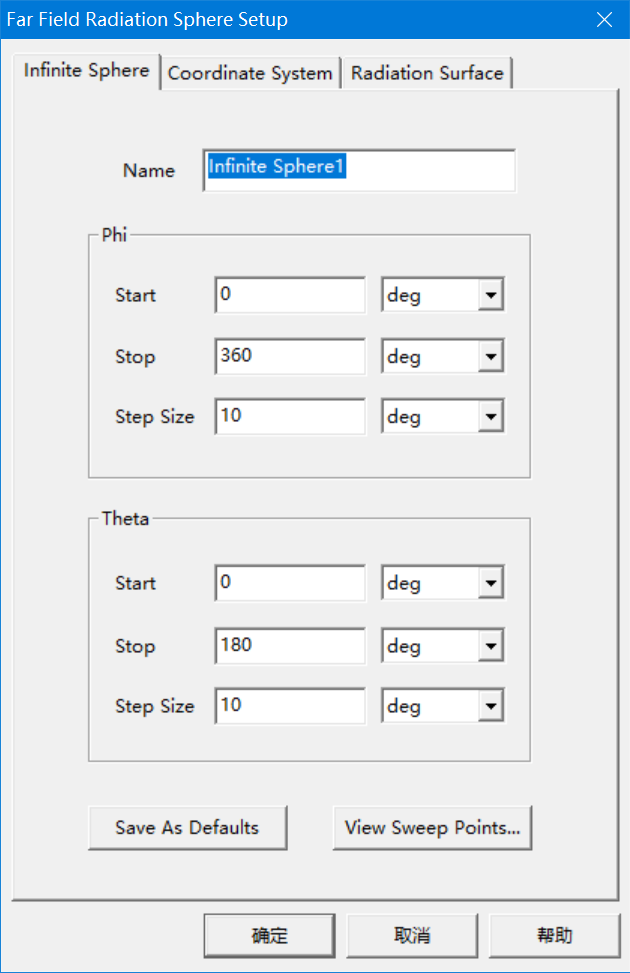 Far Field Radiation Sphere Setup
Infinite Sphere Coordinate System Radiation Surface
Name Infinite Sphere1
Phi
Start 0 deg
Stop 360 deg
Step Size 10 deg
Theta
Start 0 deg
Stop 180 deg
Step Size 10 deg
Save As Defaults View Sweep Points...
确定 取消 帮助